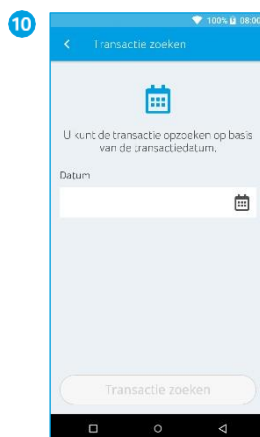 10
100% 08:00
Transactie zoeken
U kunt de transactie opzoeken op basis
van de transactiedatum.
Datum
Transactie zoeken